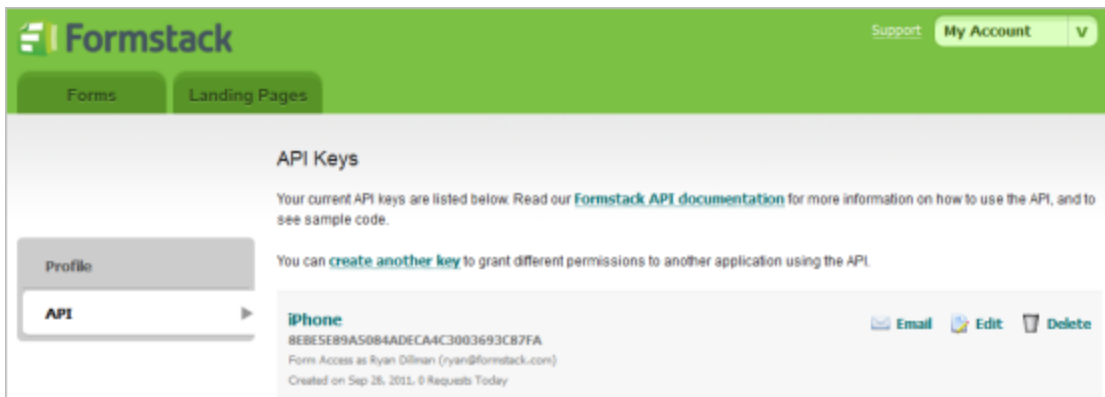 Formstack
Support
My Account
V
Forms
Landing Pages
API Keys
Your current API keys are listed below. Read our Formstack API documentation for more information on how to use the API, and to
see sample code.
You can create another key to grant different permissions to another application using the API.
Profile
API
iPhone
Email
Edit
Delete
8EBE5E89A5084ADECA4C3003693C87FA
Form Access as Ryan Dillman (ryan@formstack.com)
Created on Sep 28, 2011, 0 Requests Today